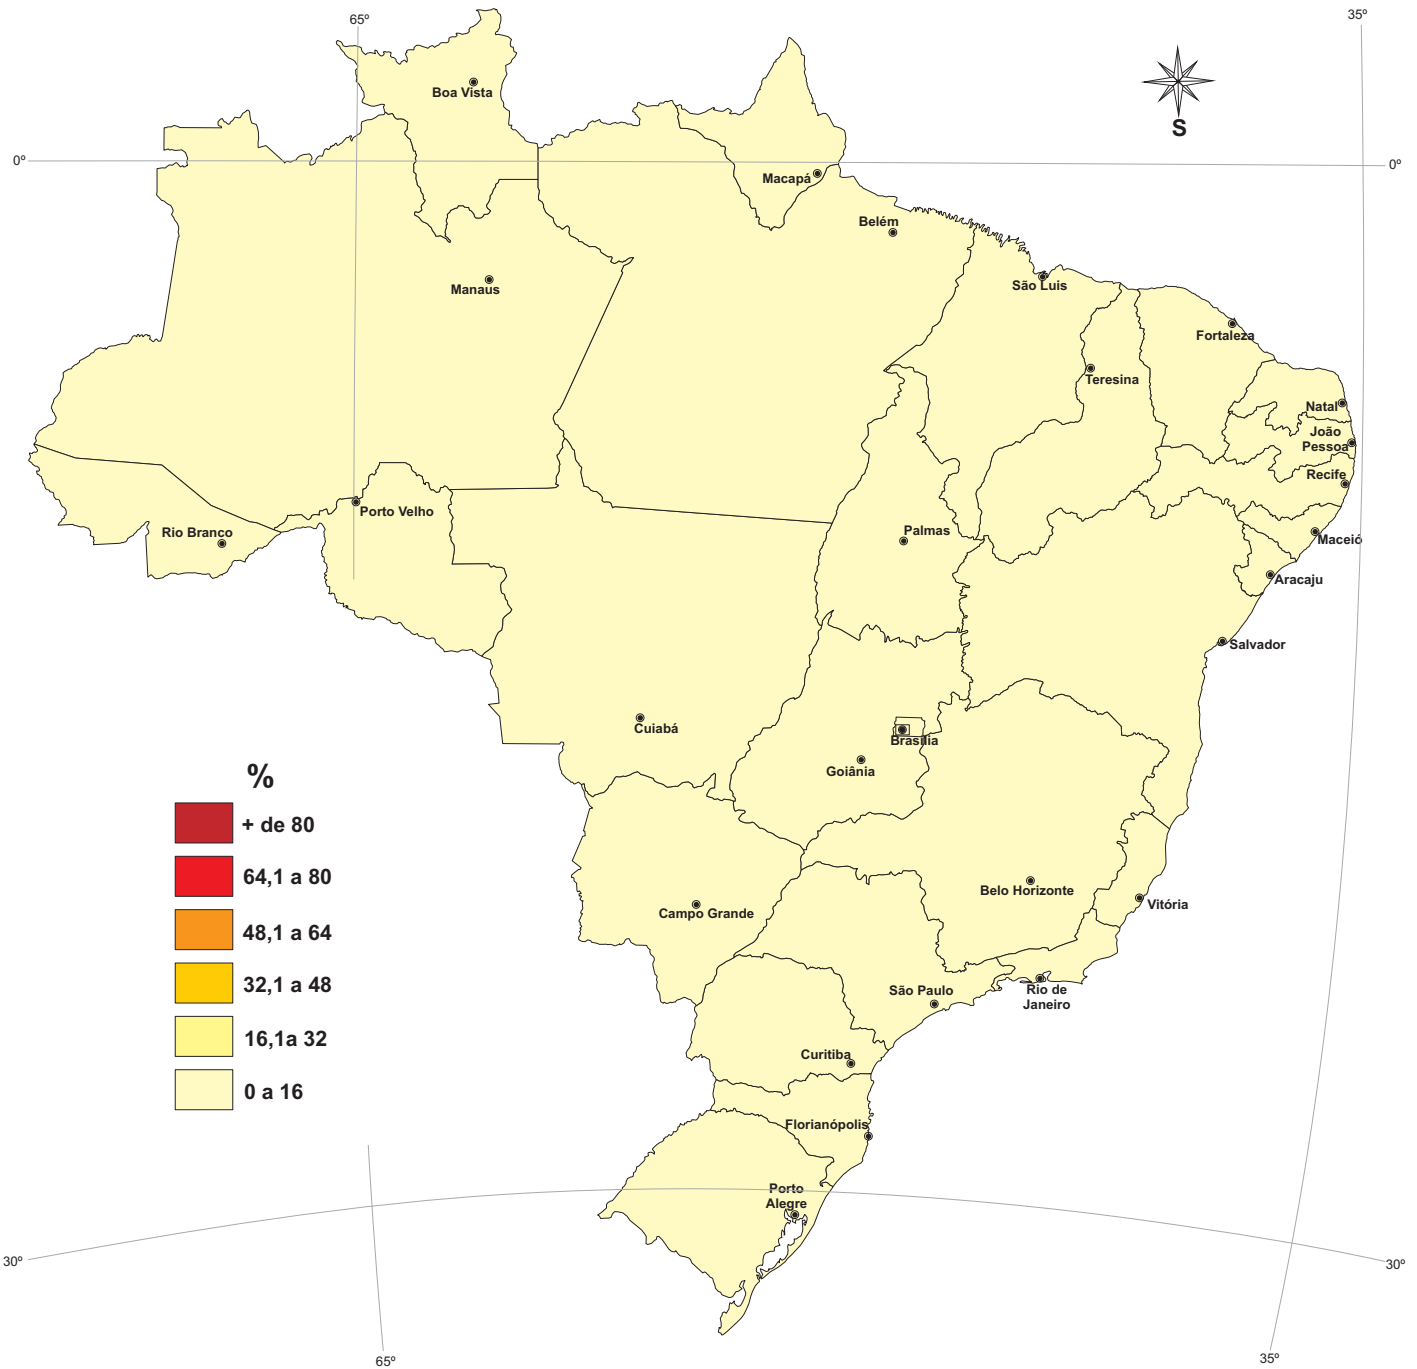 65º
35º
Boa Vista
S
0º
0º
Macapá
Belém
Manaus
São Luis
Fortaleza
Teresina
Natal
João
Pessoa
Recife
Porto Velho
Rio Branco
Palmas
Maceió
Aracaju
Salvador
Cuiabá
Brasília
Goiânia
%
+ de 80
64,1 a 80
48,1 a 64
32,1 a 48
16,1a 32
0 a 16
Belo Horizonte
Campo Grande
Vitória
São Paulo
Rio de
Janeiro
Curitiba
Florianópolis
Porto
Alegre
30º
30º
65º
35º